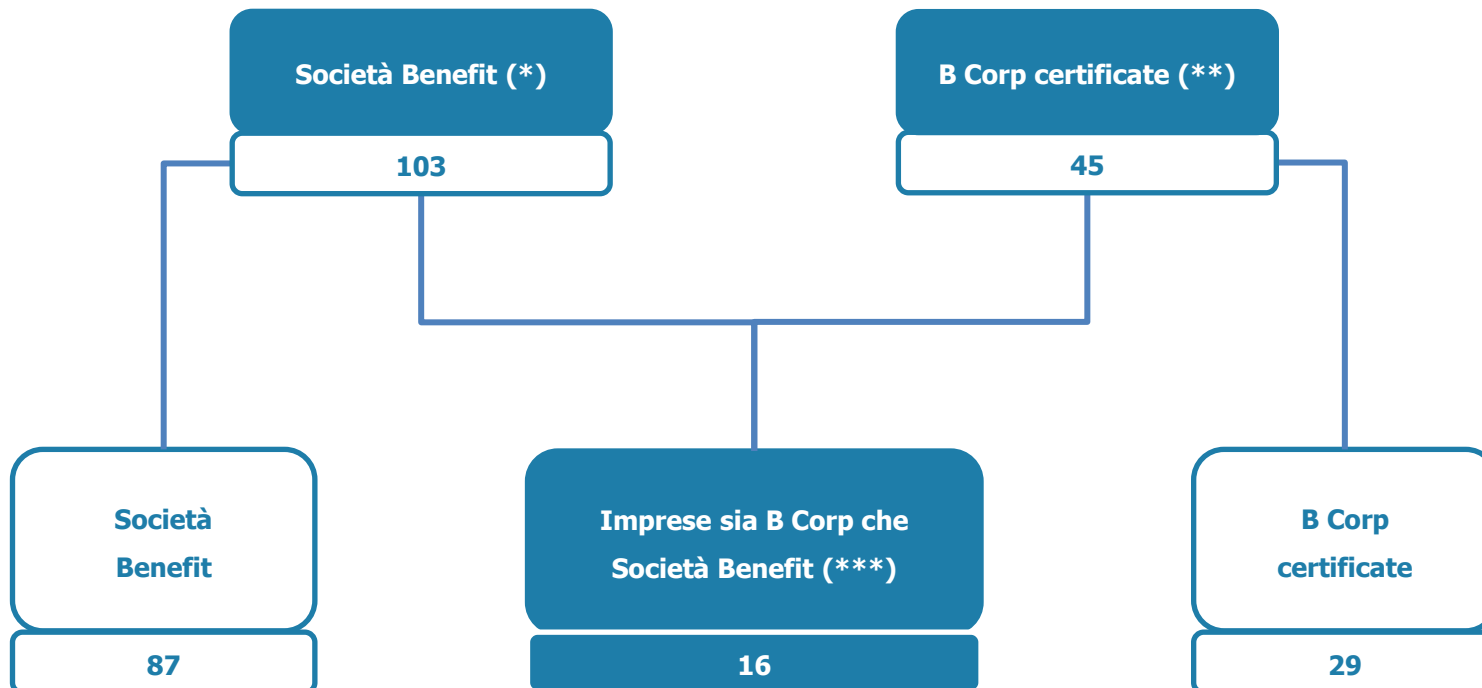 Società Benefit (*)
B Corp certificate (**)
103
45
Società
Benefit
Imprese sia B Corp che
Società Benefit (***)
B Corp
certificate
87
16
29